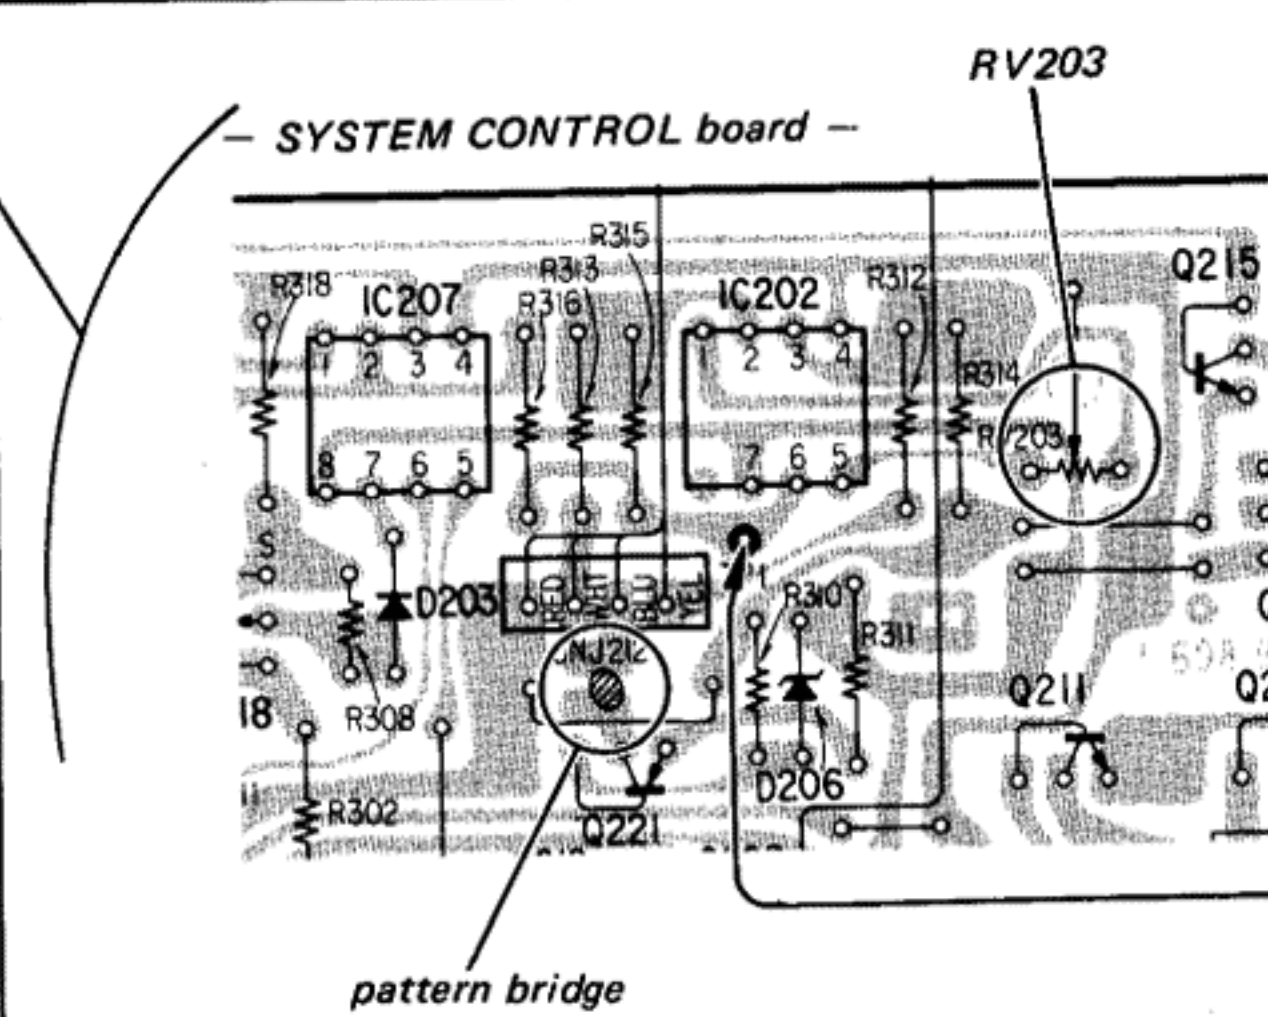 RV203
— SYSTEM CONTROL board —
R315
R313
R316
R318
IC207
IC202
R312
Q215
1 2 3 4
1 2 3 4
R314
8 7 6 5
7 6 5
S
RED WHT BLU YEL
D203
R310
R311
CNJ212
18
R308
Q211
D206
R302
Q221
pattern bridge